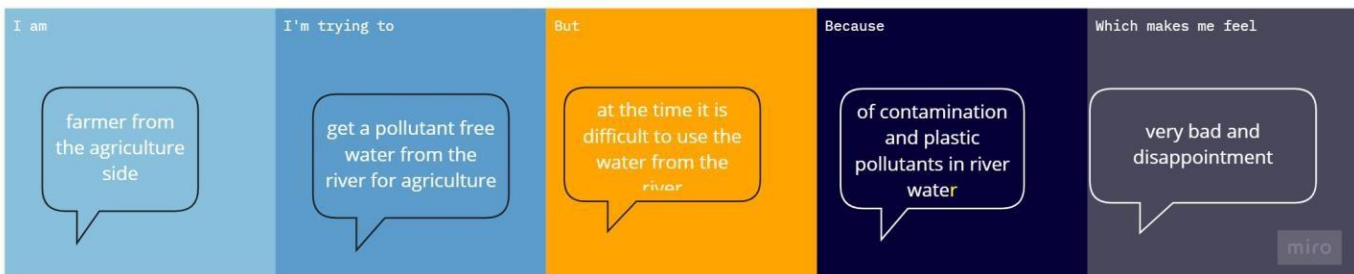 I am
farmer from
the agriculture
side
I'm trying to
get a pollutant free
water from the
river for agriculture
But
at the time it is
difficult to use the
water from the
river
Because
of contamination
and plastic
pollutants in river
water
Which makes me feel
very bad and
disappointment
miro